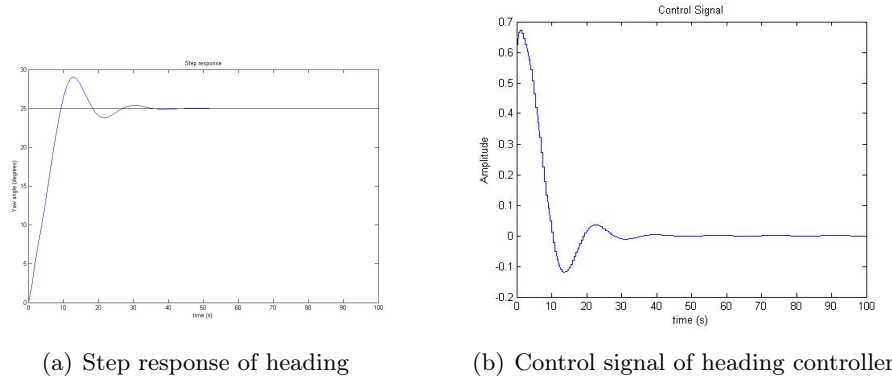 Step response
30
25
20
15
10
5
0
Yaw angle (degrees)
0 10 20 30 40 50 60 70 80 90 100
time (s)
(a) Step response of heading
Control Signal
0.7
0.6
0.5
0.4
0.3
0.2
0.1
0
-0.1
-0.2
Amplitude
0 10 20 30 40 50 60 70 80 90 100
time (s)
(b) Control signal of heading controller